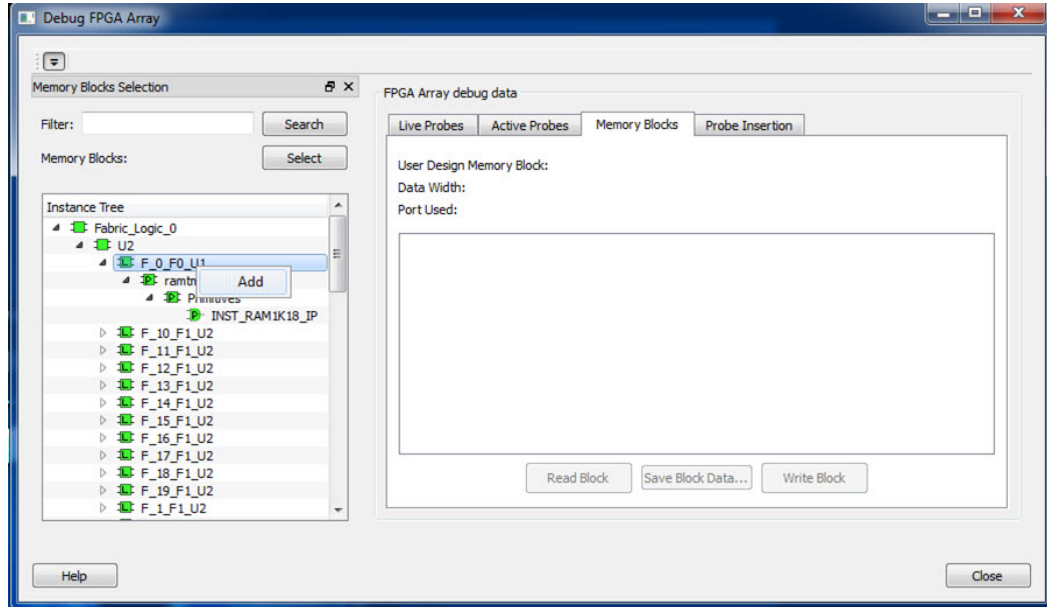 Debug FPGA Array
Memory Blocks Selection
Filter:
Search
Memory Blocks:
Select
Instance Tree
Fabric_Logic_0
U2
F_0_F0_U1
Add
Primitives
P INST_RAM1K18_IP
L F_10_F1_U2
L F_11_F1_U2
L F_12_F1_U2
L F_13_F1_U2
L F_14_F1_U2
L F_15_F1_U2
L F_16_F1_U2
L F_17_F1_U2
L F_18_F1_U2
L F_19_F1_U2
L F_1_F1_U2
FPGA Array debug data
Live Probes Active Probes Memory Blocks Probe Insertion
User Design Memory Block:
Data Width:
Port Used:
Read Block Save Block Data... Write Block
Help
Close